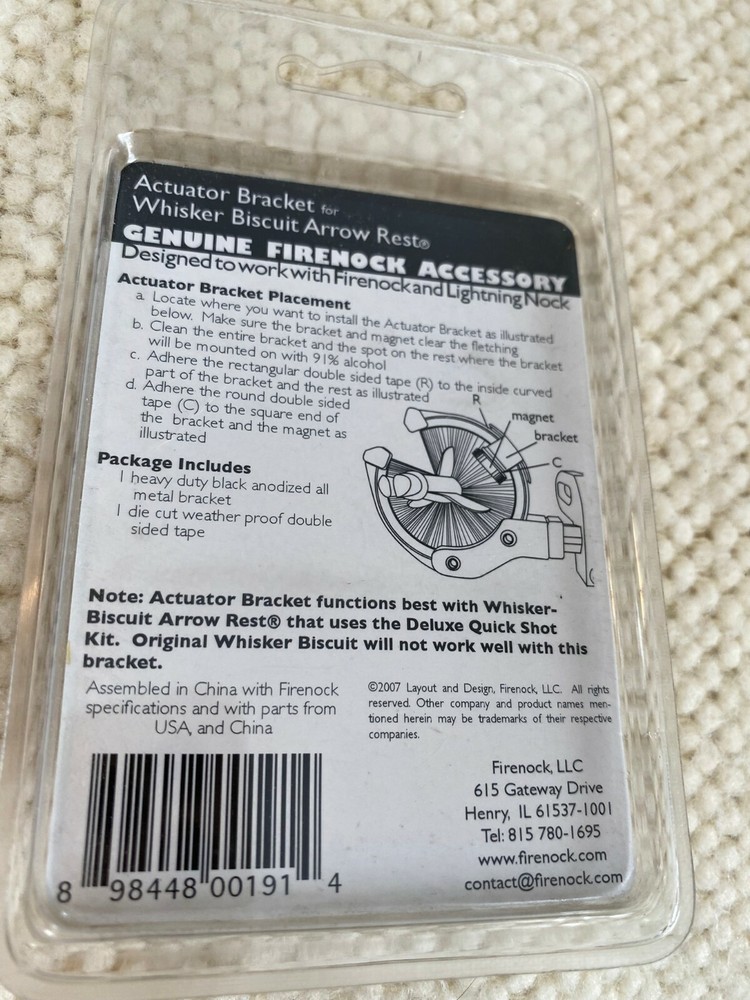 Actuator Bracket for
Whisker Biscuit Arrow Rest®
GENUINE FIRENOCK ACCESSORY
Designed to work with Firenock and Lightning Nock
Actuator Bracket Placement
a. Locate where you want to install the Actuator Bracket as illustrated
below. Make sure the bracket and magnet clear the fletching
b. Clean the entire bracket and the spot on the rest where the bracket
will be mounted on with 91% alcohol
c. Adhere the rectangular double sided tape (R) to the inside curved
part of the bracket and the rest as illustrated
d. Adhere the round double sided
tape (C) to the square end of
the bracket and the magnet as
illustrated
R
magnet
bracket
C
Package Includes
1 heavy duty black anodized all
metal bracket
1 die cut weather proof double
sided tape
Note: Actuator Bracket functions best with Whisker-
Biscuit Arrow Rest® that uses the Deluxe Quick Shot
Kit. Original Whisker Biscuit will not work well with this
bracket.
Assembled in China with Firenock
specifications and with parts from
USA, and China
©2007 Layout and Design, Firenock, LLC. All rights
reserved. Other company and product names men-
tioned herein may be trademarks of their respective
companies.
Firenock, LLC
615 Gateway Drive
Henry, IL 61537-1001
Tel: 815 780-1695
www.firenock.com
contact@firenock.com
8 98448 00191 4